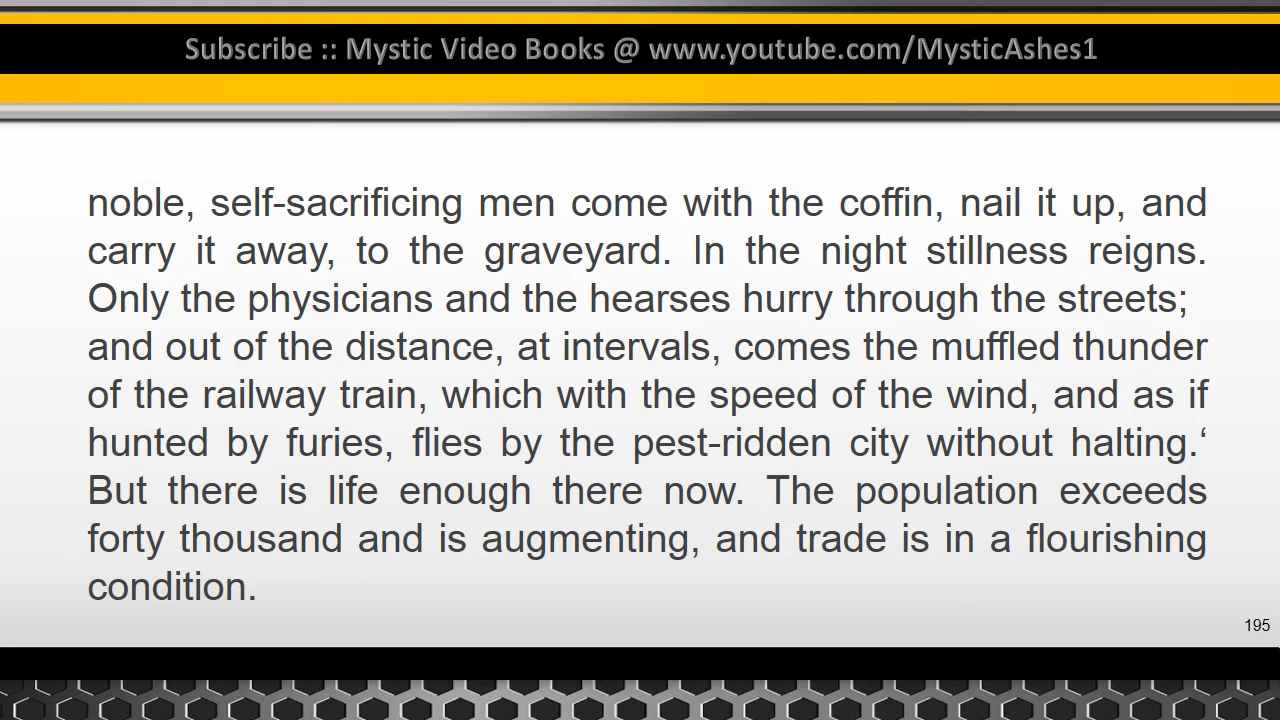 Subscribe :: Mystic Video Books @ www.youtube.com/MysticAshes1
noble, self-sacrificing men come with the coffin, nail it up, and
carry it away, to the graveyard. In the night stillness reigns.
Only the physicians and the hearses hurry through the streets;
and out of the distance, at intervals, comes the muffled thunder
of the railway train, which with the speed of the wind, and as if
hunted by furies, flies by the pest-ridden city without halting.‘
But there is life enough there now. The population exceeds
forty thousand and is augmenting, and trade is in a flourishing
condition.
195